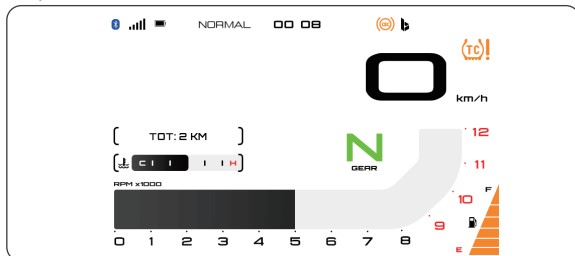 NORMAL 00 08
(TC)!
0
km/h
[ TOT: 2 KM ]
C H
N
GEAR
RPM x1000
0 1 2 3 4 5 6 7 8 9 10 11 12
F
E